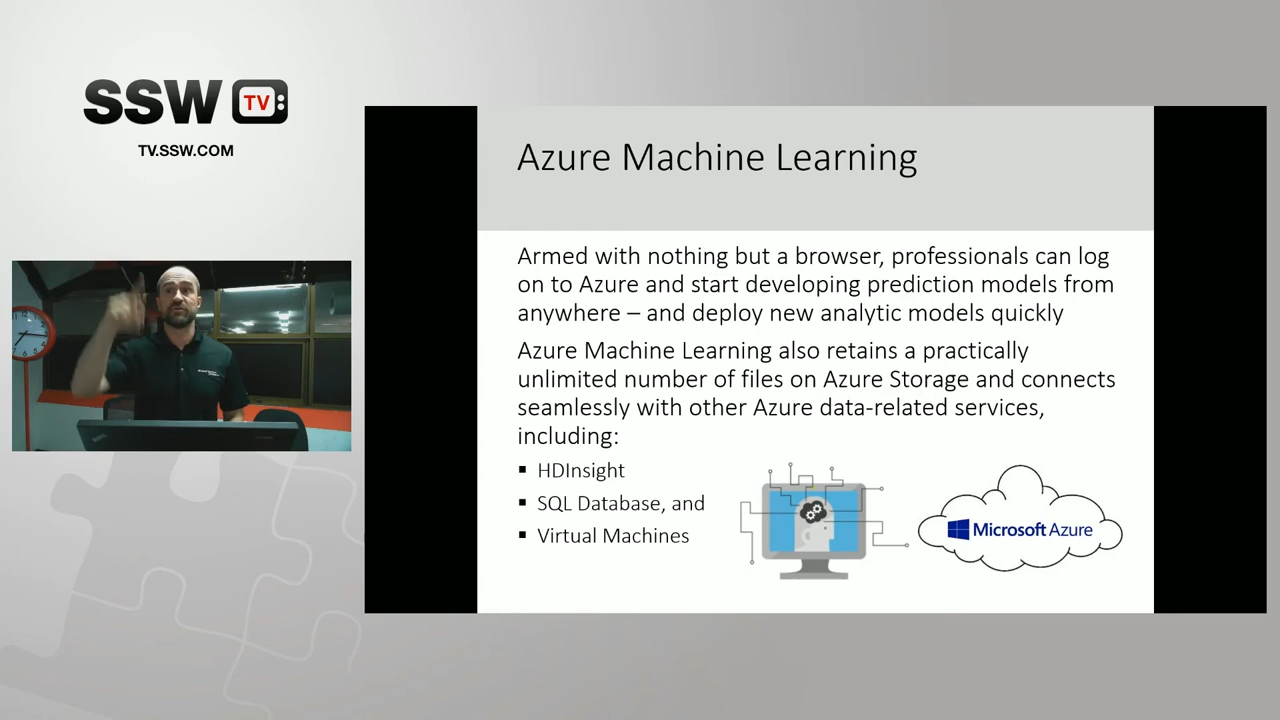 SSW TV
TV.SSW.COM
Azure Machine Learning
Armed with nothing but a browser, professionals can log
on to Azure and start developing prediction models from
anywhere – and deploy new analytic models quickly
Azure Machine Learning also retains a practically
unlimited number of files on Azure Storage and connects
seamlessly with other Azure data-related services,
including:
▪ HDInsight
▪ SQL Database, and
▪ Virtual Machines
Microsoft Azure